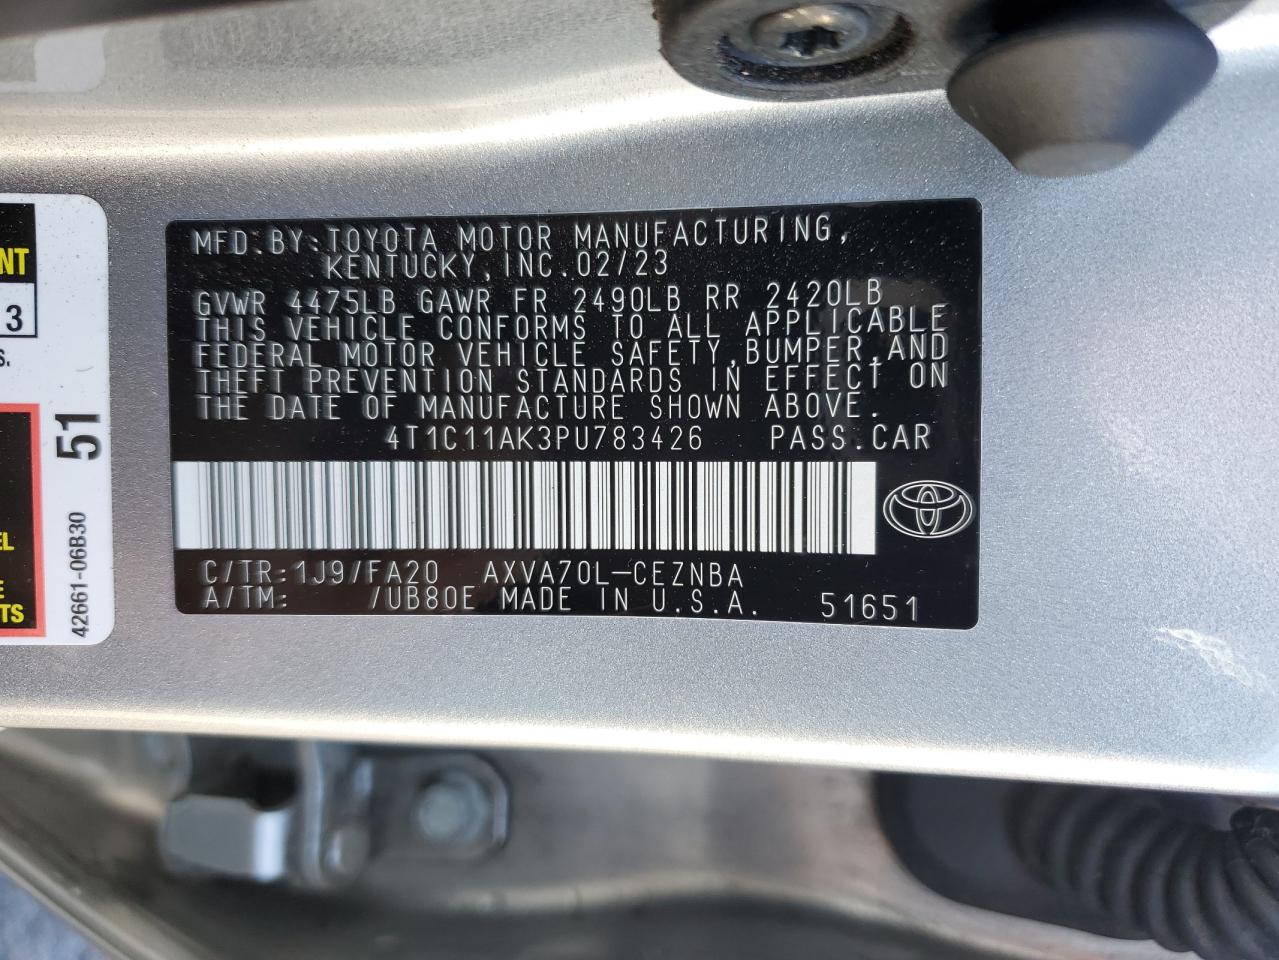 MFD.BY:TOYOTA MOTOR MANUFACTURING,
KENTUCKY,INC.02/23
GVWR 4475LB GAWR FR 2490LB RR 2420LB
THIS VEHICLE CONFORMS TO ALL APPLICABLE
FEDERAL MOTOR VEHICLE SAFETY,BUMPER,AND
THEFT PREVENTION STANDARDS IN EFFECT ON
THE DATE OF MANUFACTURE SHOWN ABOVE.
4T1C11AK3PU783426 PASS.CAR
C/TR:1J9/FA20 AXVA70L-CEZNBA
A/TM: /UB80E MADE IN U.S.A. 51651
NT
3
S.
51
42661-06B30
EL
E
TS